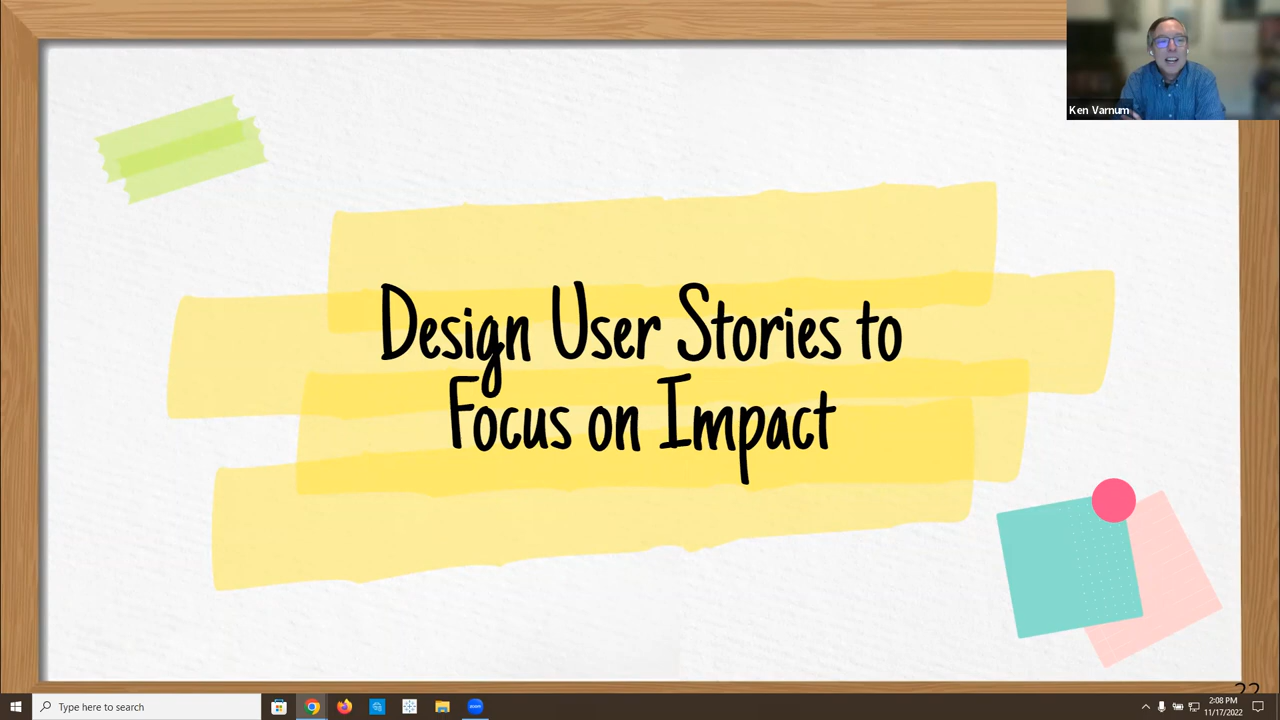 Ken Varnum
Design User Stories to
Focus on Impact
22
Type here to search
2:08 PM
11/17/2022